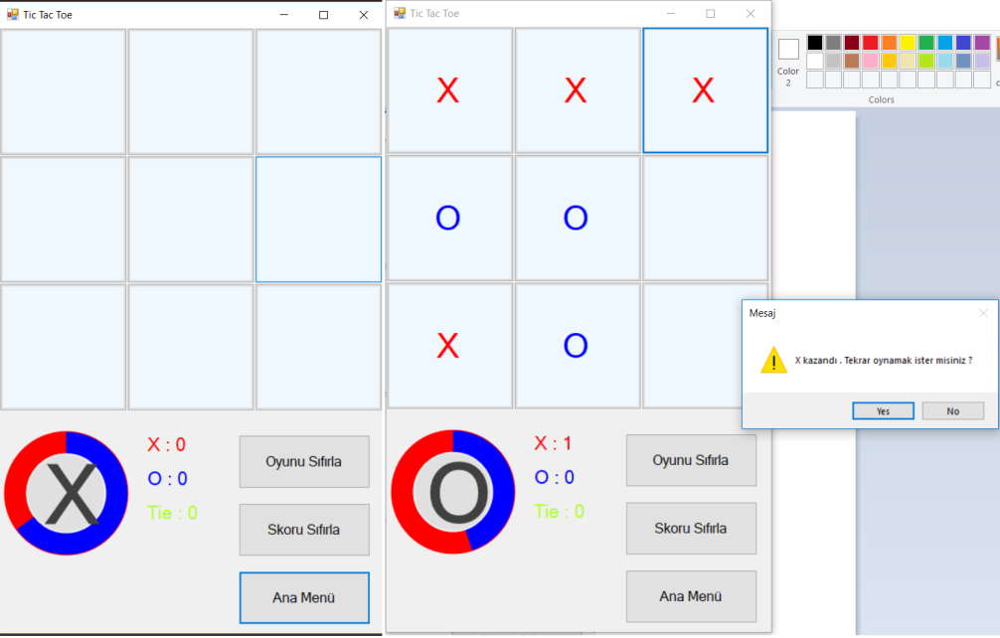 Tic Tac Toe
X
X : 0
O : 0
Tie : 0
Oyunu Sıfırla
Skoru Sıfırla
Ana Menü
Tic Tac Toe
X X X
O O
X O
O
X : 1
O : 0
Tie : 0
Oyunu Sıfırla
Skoru Sıfırla
Ana Menü
Color
2
Colors
Mesaj
X kazandı . Tekrar oynamak ister misiniz ?
Yes No